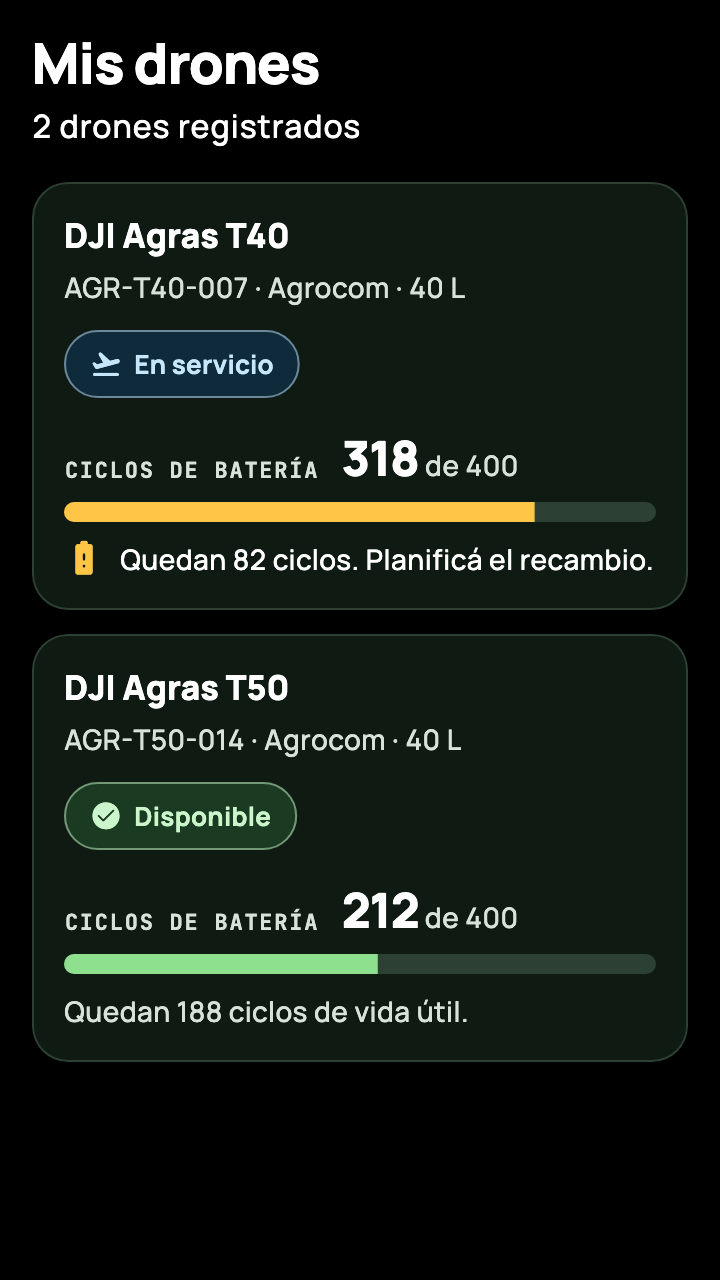 Mis drones
2 drones registrados
DJI Agras T40
AGR-T40-007 · Agrocom · 40 L
En servicio
CICLOS DE BATERÍA 318 de 400
Quedan 82 ciclos. Planificá el recambio.
DJI Agras T50
AGR-T50-014 · Agrocom · 40 L
Disponible
CICLOS DE BATERÍA 212 de 400
Quedan 188 ciclos de vida útil.